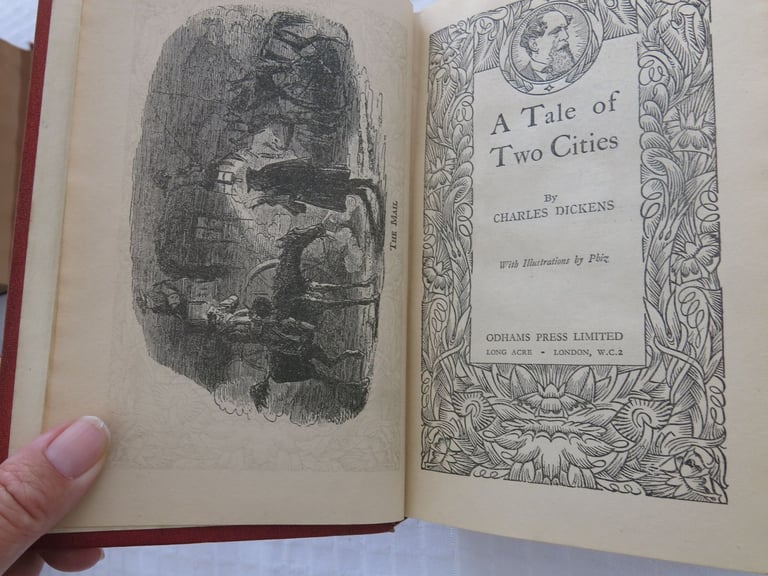 THE MAIL
A Tale of
Two Cities
By
CHARLES DICKENS
With Illustrations by Phiz
ODHAMS PRESS LIMITED
LONG ACRE - LONDON, W.C.2